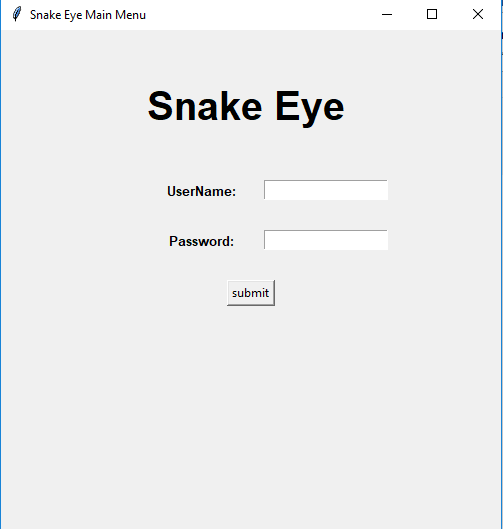 Snake Eye Main Menu
Snake Eye
UserName:
Password:
submit